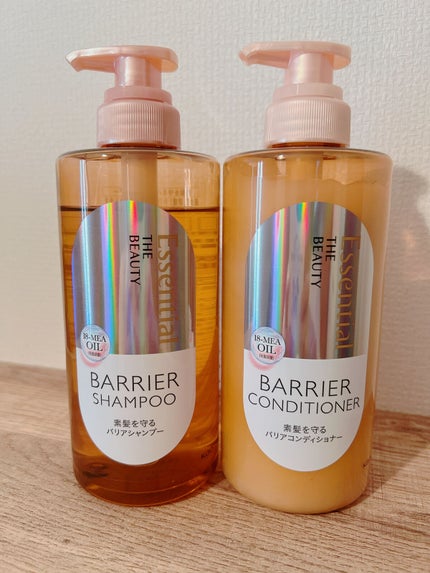 Essential
THE
BEAUTY
18-MEA
OIL
BARRIER
SHAMPOO
素髪を守る
バリアシャンプー
Essential
THE
BEAUTY
18-MEA
OIL
BARRIER
CONDITIONER
素髪を守る
バリアコンディショナー